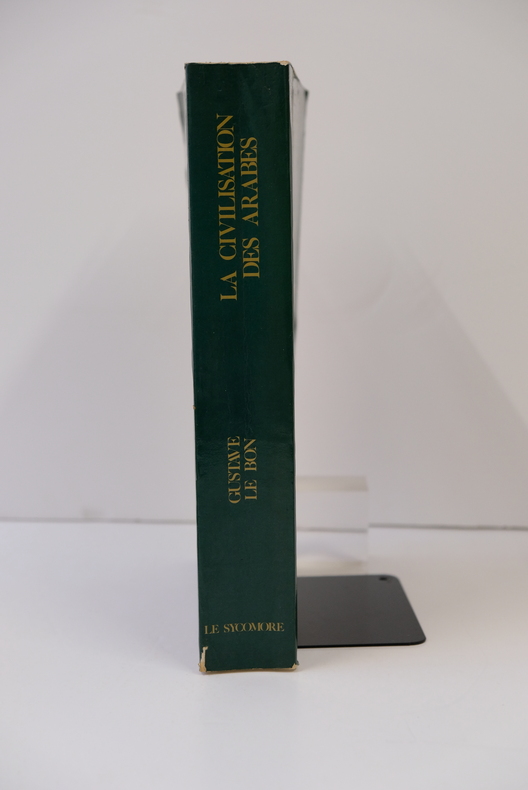 LA CIVILISATION
DES ARABES
GUSTAVE
LE BON
LE SYCOMORE